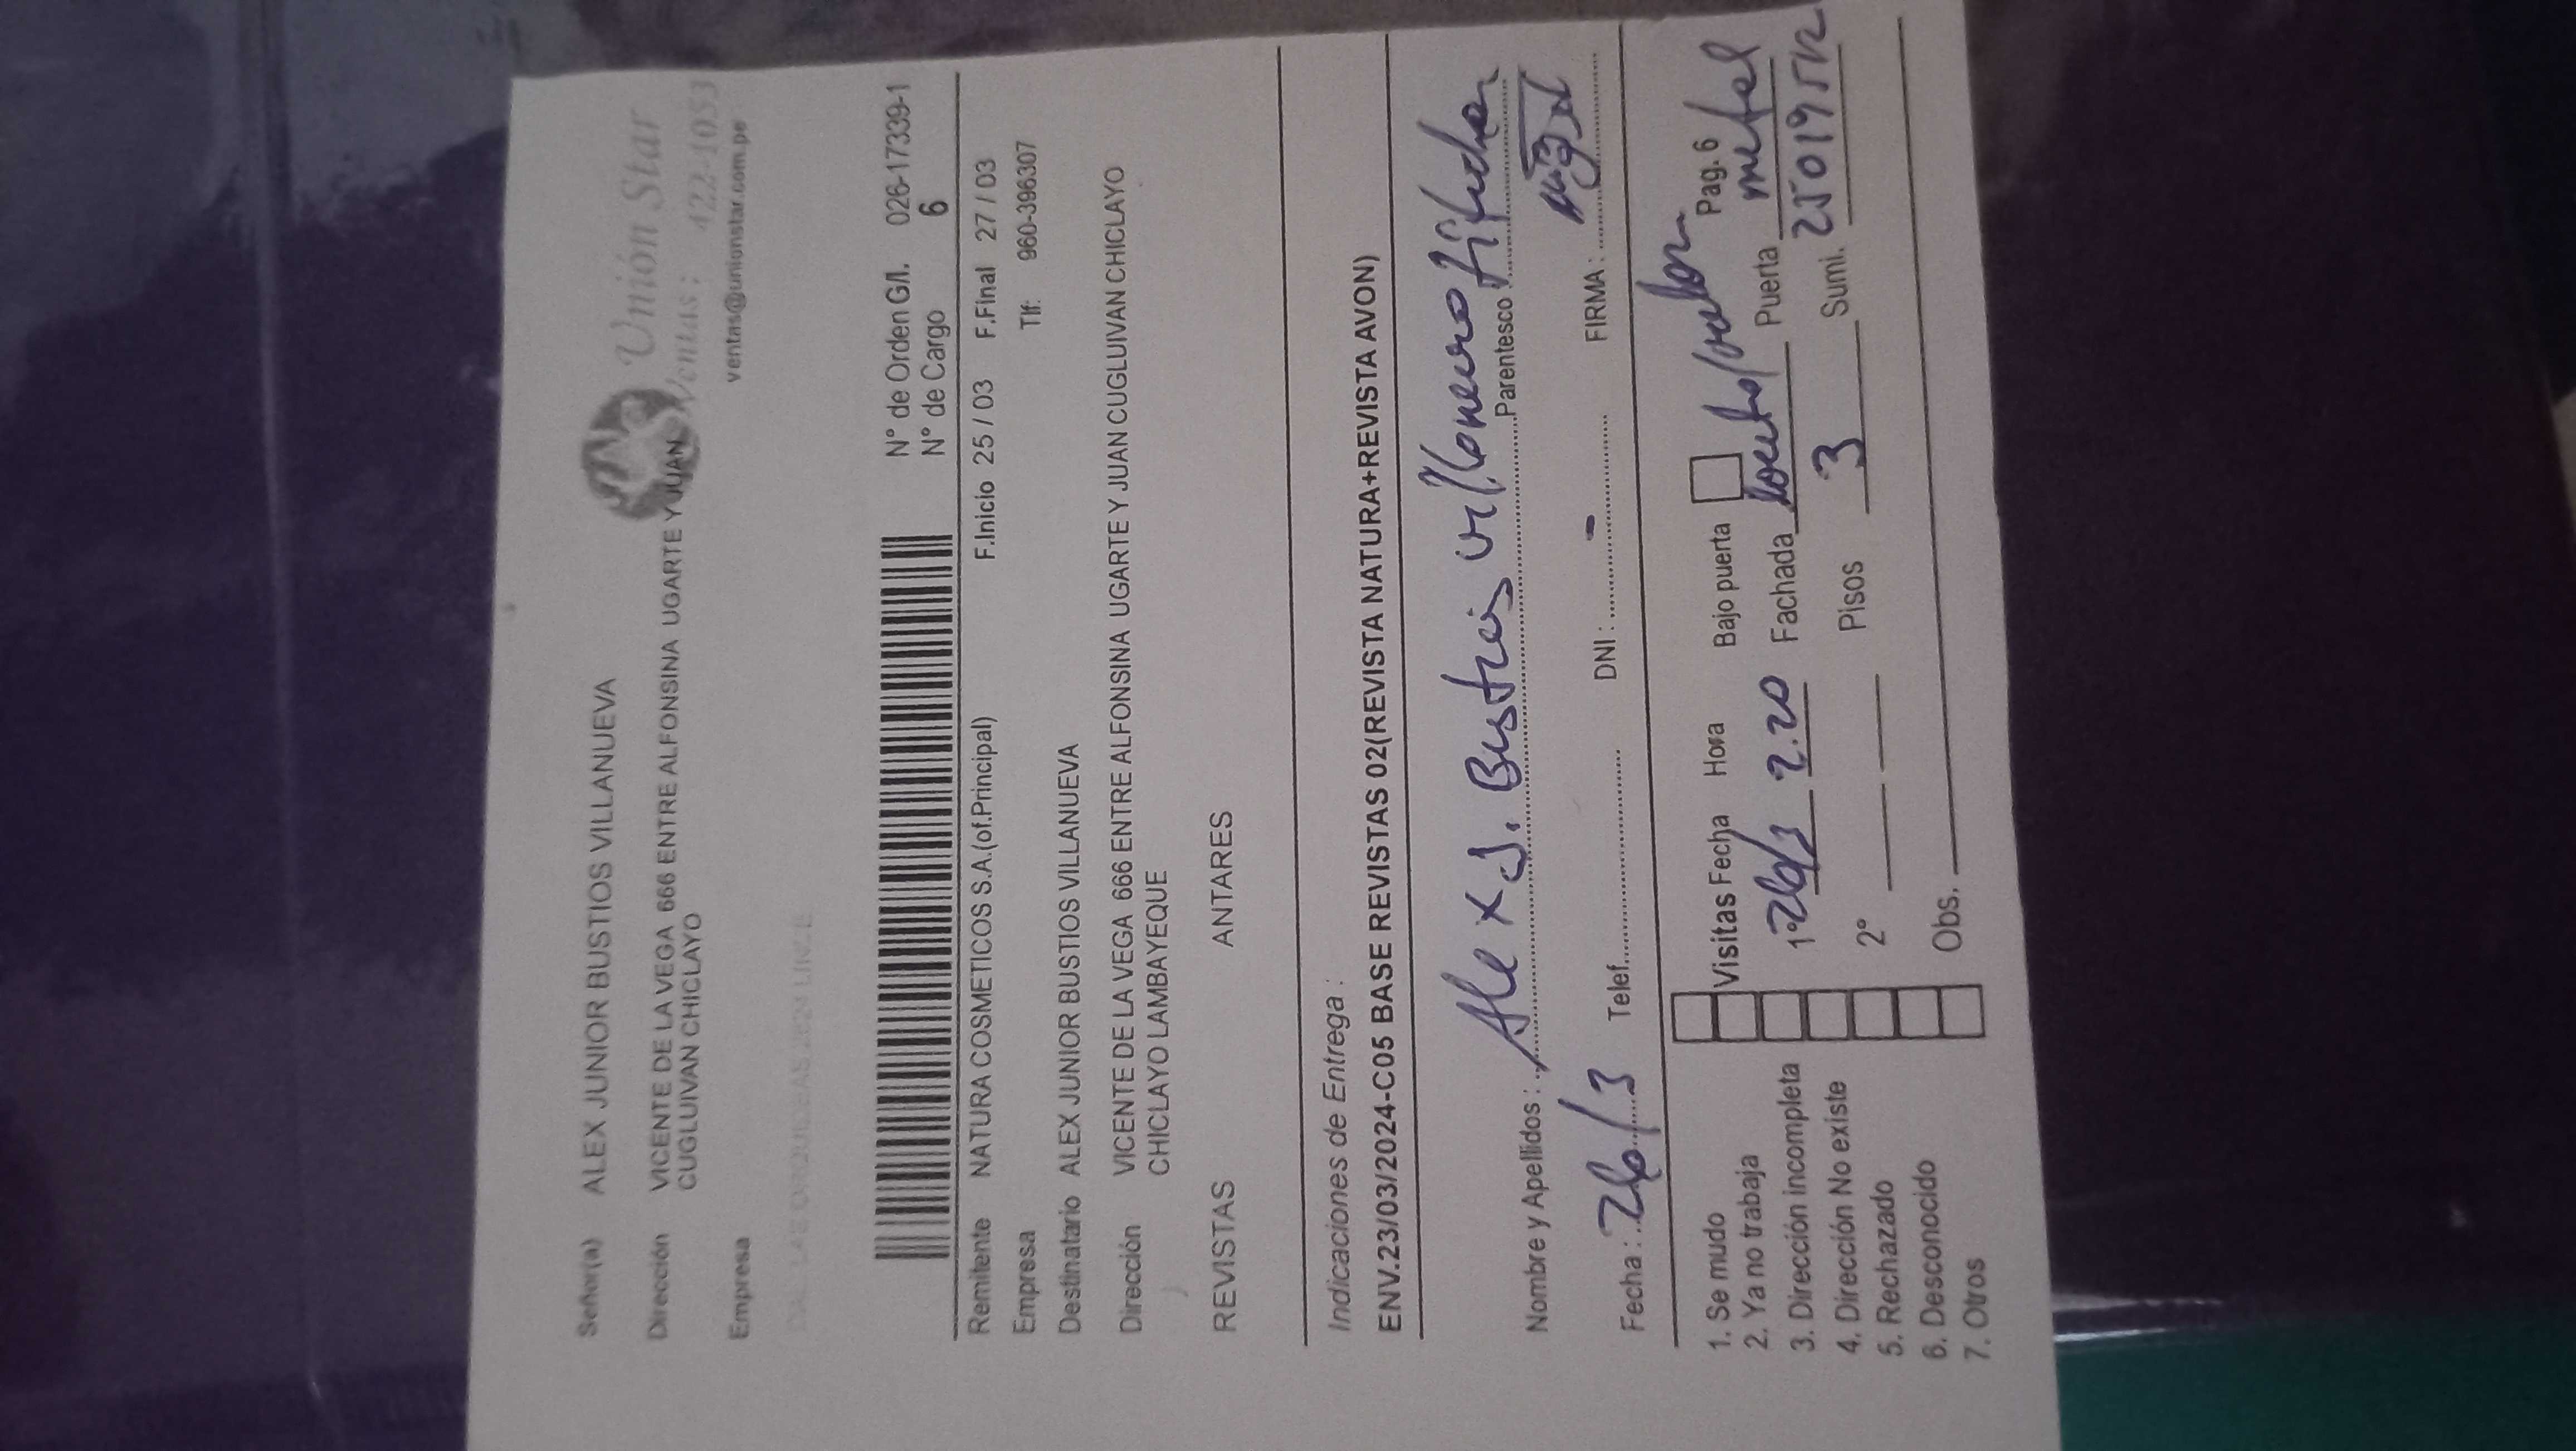 Unión Star
Ventas: 422-1053
ventas@unionstar.com.pe
Señor(a) ALEX JUNIOR BUSTIOS VILLANUEVA
Dirección VICENTE DE LA VEGA 666 ENTRE ALFONSINA UGARTE Y JUAN
CUGLUIVAN CHICLAYO
Empresa
N° de Orden G/I. 026-17339-1
N° de Cargo 6
Remitente NATURA COSMETICOS S.A.(of.Principal) F.Inicio 25 / 03 F.Final 27 / 03
Empresa Tlf: 960-396307
Destinatario ALEX JUNIOR BUSTIOS VILLANUEVA
Dirección VICENTE DE LA VEGA 666 ENTRE ALFONSINA UGARTE Y JUAN CUGLUIVAN CHICLAYO
CHICLAYO LAMBAYEQUE
REVISTAS ANTARES
Indicaciones de Entrega :
ENV.23/03/2024-C05 BASE REVISTAS 02(REVISTA NATURA+REVISTA AVON)
Nombre y Apellidos : Alex J. Bustios Parentesco : titular
Fecha : 26/3 Telef. DNI : - FIRMA :
Pag. 6
1. Se mudo Visitas Fecha Hora Bajo puerta
2. Ya no trabaja 1° 26/3 2.20 Fachada Puerta metal
3. Dirección incompleta
4. Dirección No existe 2° Pisos 3 Sumi. 25019512
5. Rechazado
6. Desconocido Obs.
7. Otros